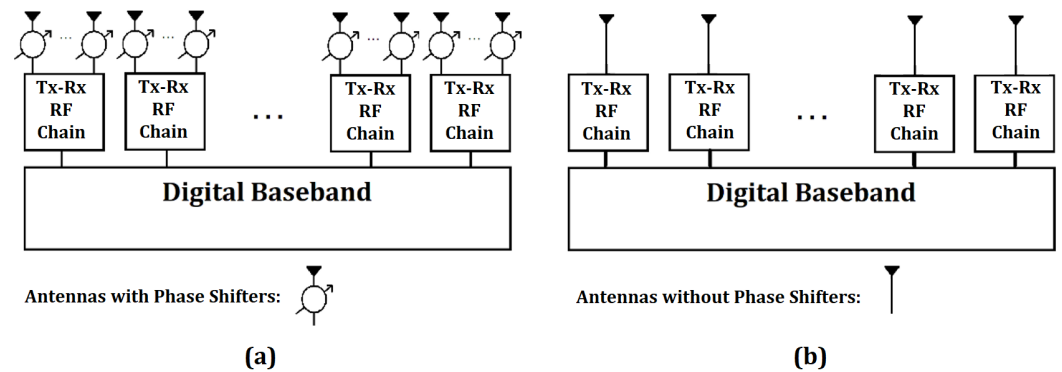 Tx-Rx
RF
Chain
Tx-Rx
RF
Chain
...
Tx-Rx
RF
Chain
Tx-Rx
RF
Chain
Digital Baseband
Antennas with Phase Shifters:
(a)
Tx-Rx
RF
Chain
Tx-Rx
RF
Chain
...
Tx-Rx
RF
Chain
Tx-Rx
RF
Chain
Digital Baseband
Antennas without Phase Shifters:
(b)